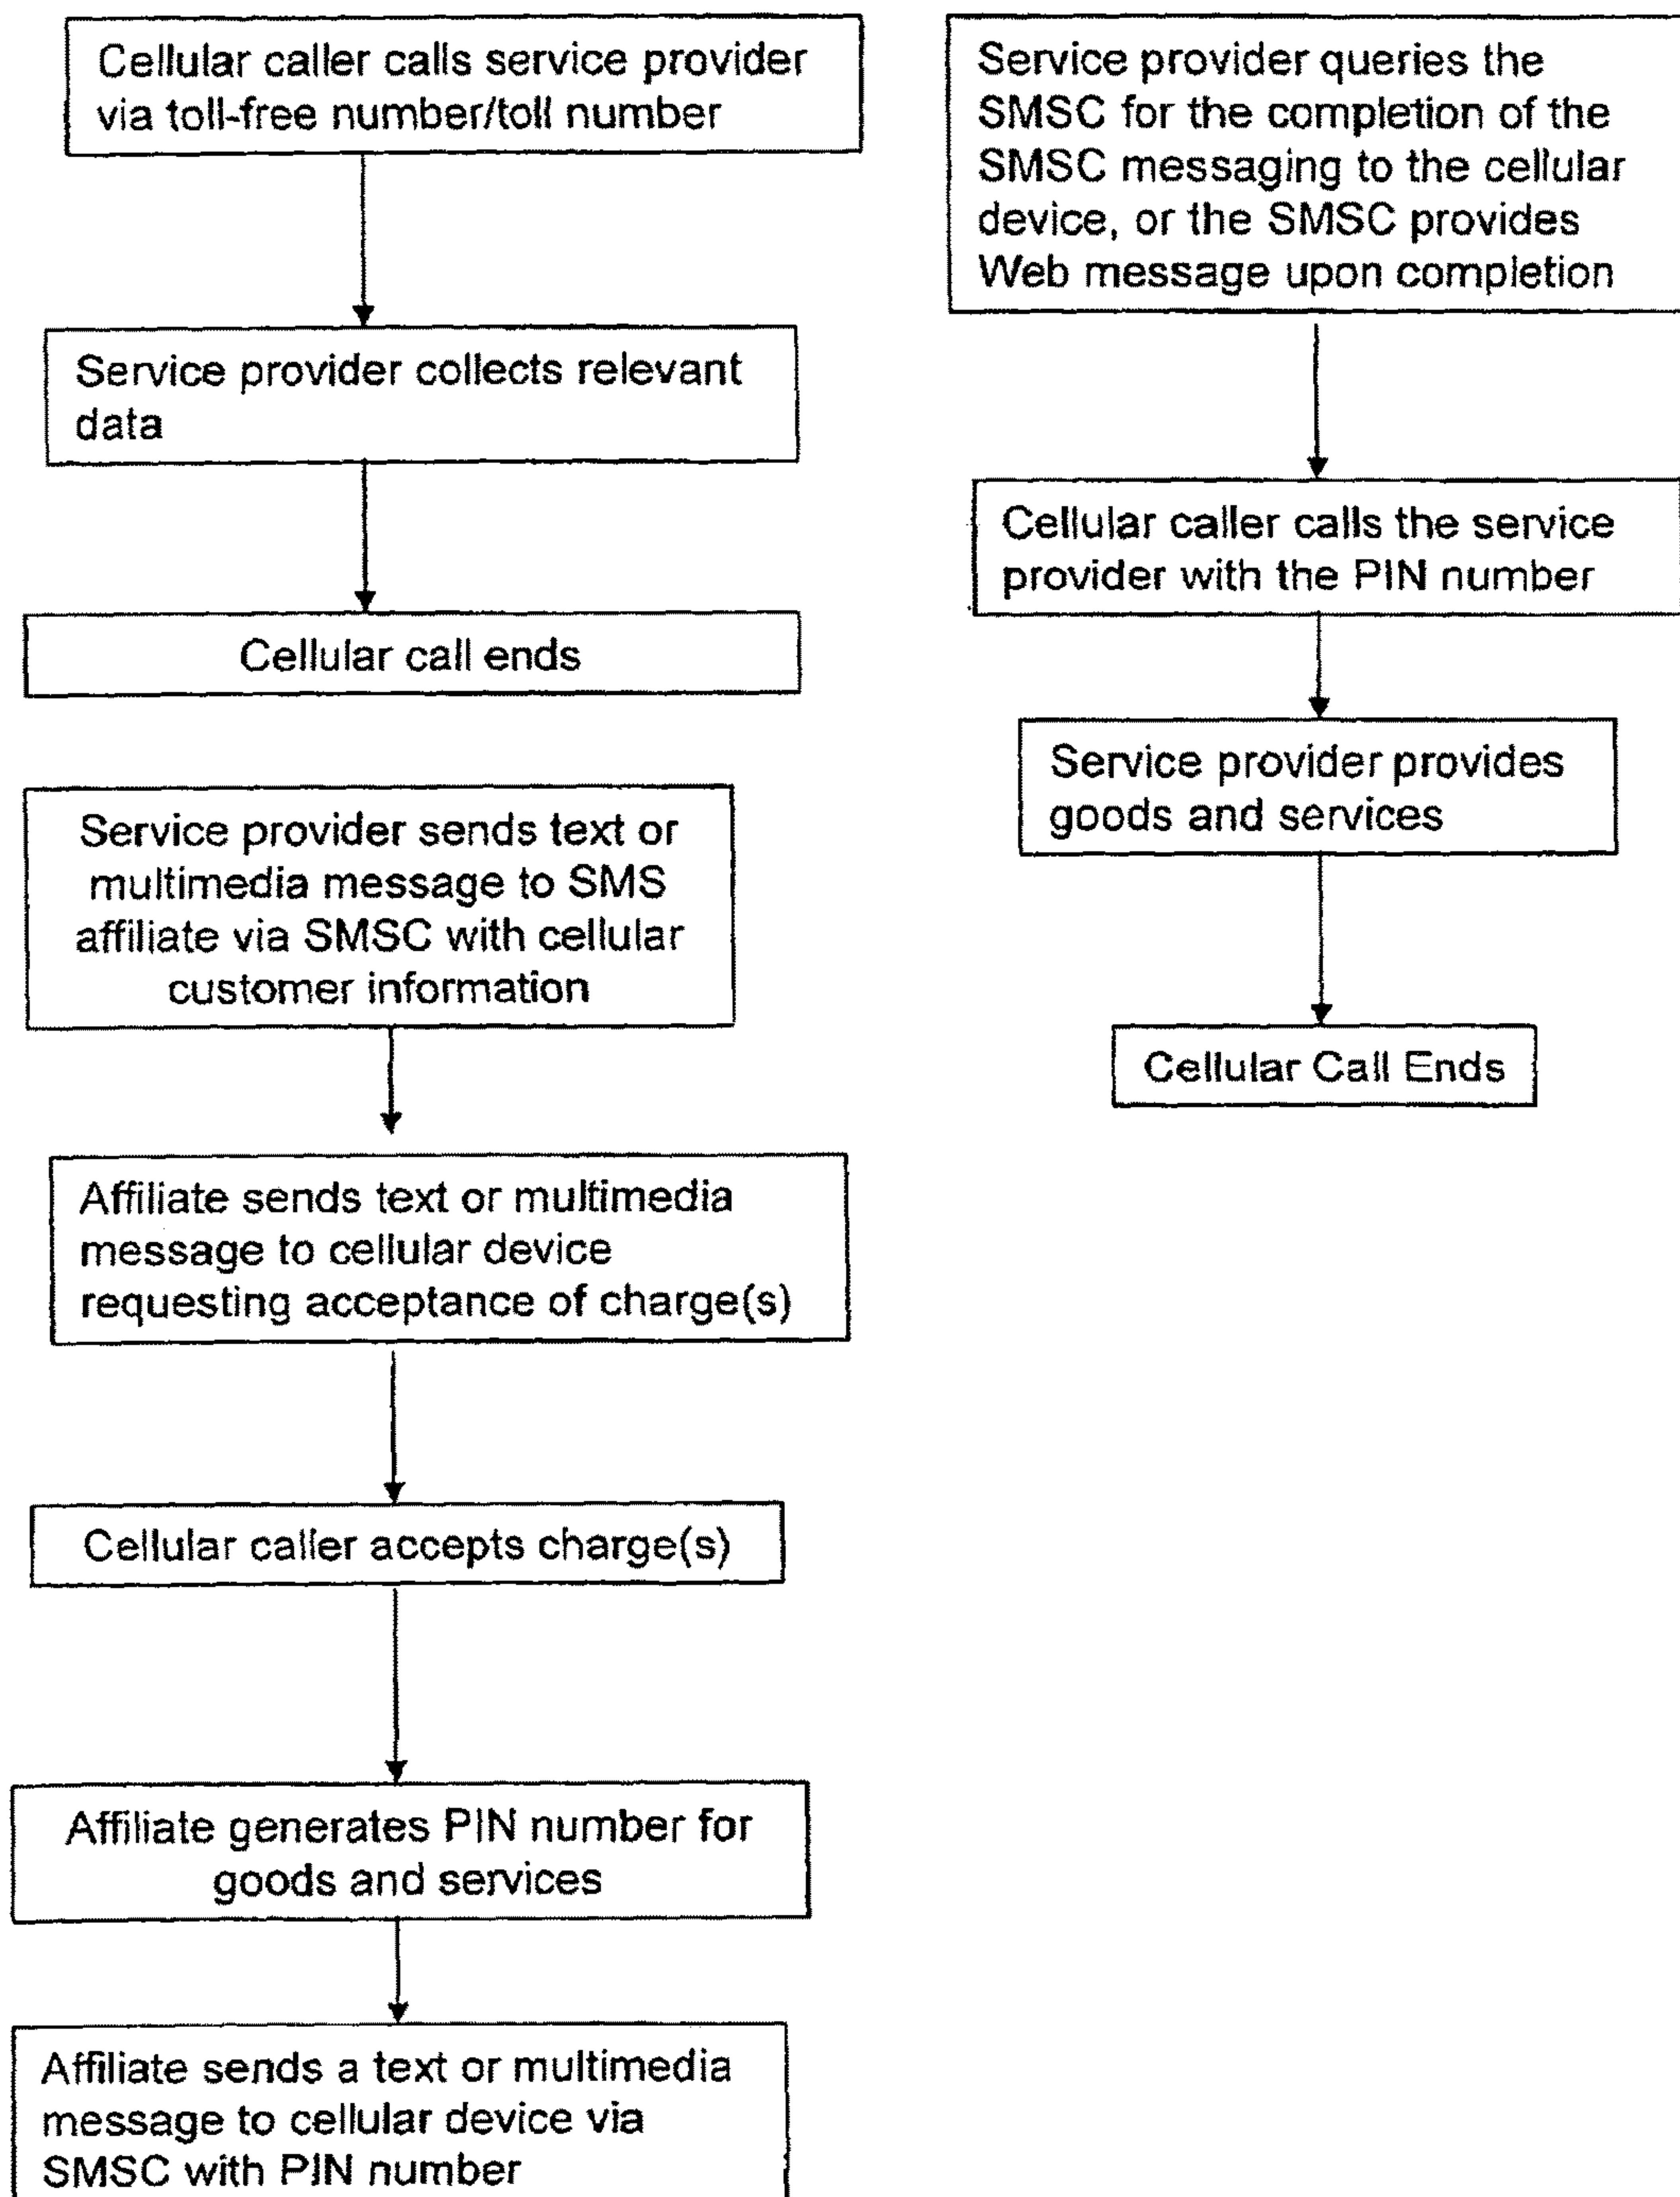 Cellular caller calls service provider
via toll-free number/toll number
Service provider collects relevant
data
Cellular call ends
Service provider sends text or
multimedia message to SMS
affiliate via SMSC with cellular
customer information
Affiliate sends text or multimedia
message to cellular device
requesting acceptance of charge(s)
Cellular caller accepts charge(s)
Affiliate generates PIN number for
goods and services
Affiliate sends a text or multimedia
message to cellular device via
SMSC with PIN number
Service provider queries the
SMSC for the completion of the
SMSC messaging to the cellular
device, or the SMSC provides
Web message upon completion
Cellular caller calls the service
provider with the PIN number
Service provider provides
goods and services
Cellular Call Ends